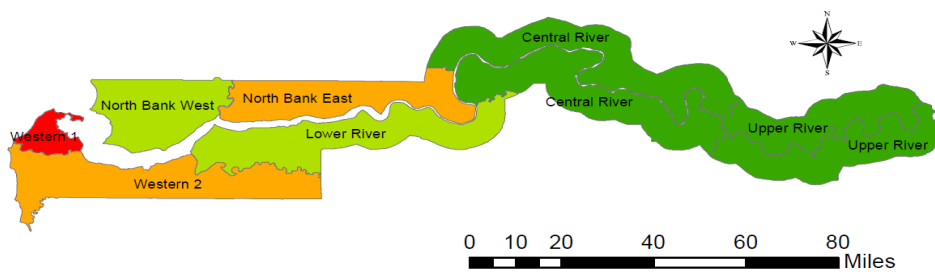 N
W E
S
Central River
North Bank West
North Bank East
Central River
Western 1
Lower River
Upper River
Upper River
Western 2
0 10 20 40 60 80
Miles